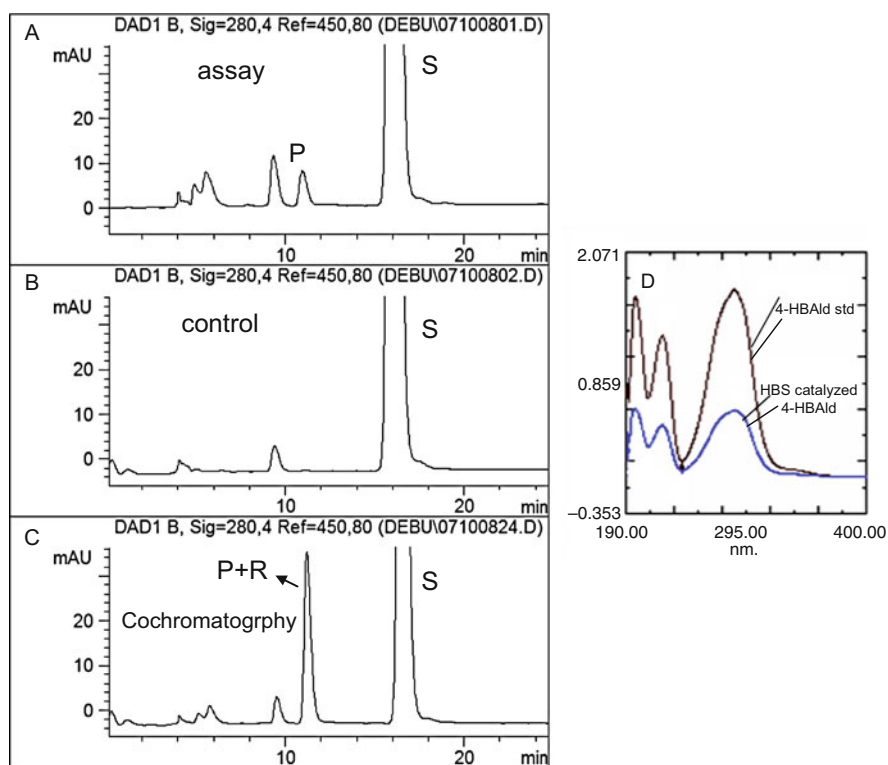 A
DAD1 B, Sig=280,4 Ref=450,80 (DEBU\07100801.D)
mAU
assay
S
20
P
10
0
10
20
min
B
DAD1 B, Sig=280,4 Ref=450,80 (DEBU\07100802.D)
mAU
control
S
20
10
0
10
20
min
C
DAD1 B, Sig=280,4 Ref=450,80 (DEBU\07100824.D)
mAU
P+R
S
20
Cochromatogrphy
10
0
10
20
min
2.071
D
4-HBAld std
0.859
HBS catalyzed
4-HBAld
−0.353
190.00
295.00
400.00
nm.